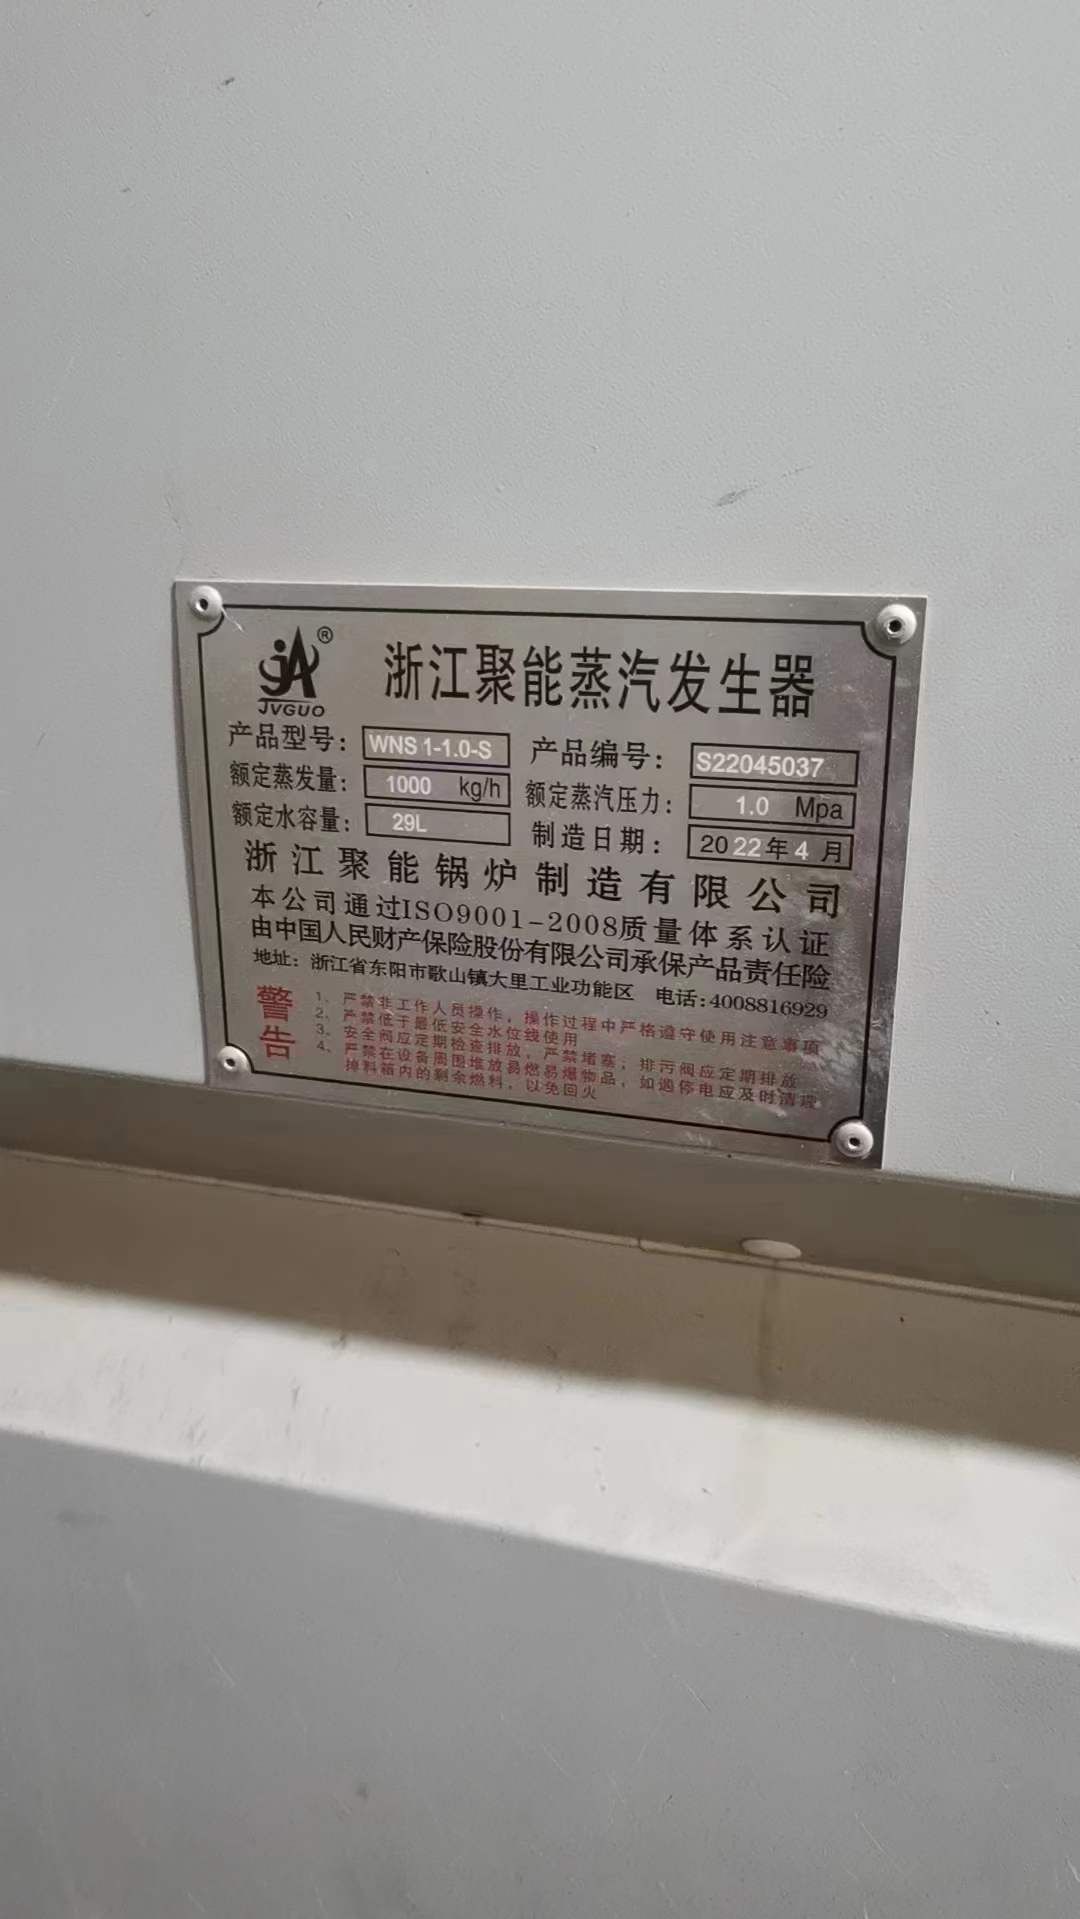 JVGUO ®
浙江聚能蒸汽发生器
产品型号: WNS 1-1.0-S 产品编号: S22045037
额定蒸发量: 1000 kg/h 额定蒸汽压力: 1.0 Mpa
额定水容量: 29L 制造日期: 2022年4月
浙江聚能锅炉制造有限公司
本公司通过ISO9001-2008质量体系认证
由中国人民财产保险股份有限公司承保产品责任险
地址: 浙江省东阳市歌山镇大里工业功能区 电话:4008816929
警告
1、严禁非工作人员操作，操作过程中严格遵守使用注意事项
2、严禁低于最低安全水位线使用
3、安全阀应定期检查排放，严禁堵塞；排污阀应定期排放
4、严禁在设备周围堆放易燃易爆物品，如遇停电应及时清理
掉料箱内的剩余燃料，以免回火